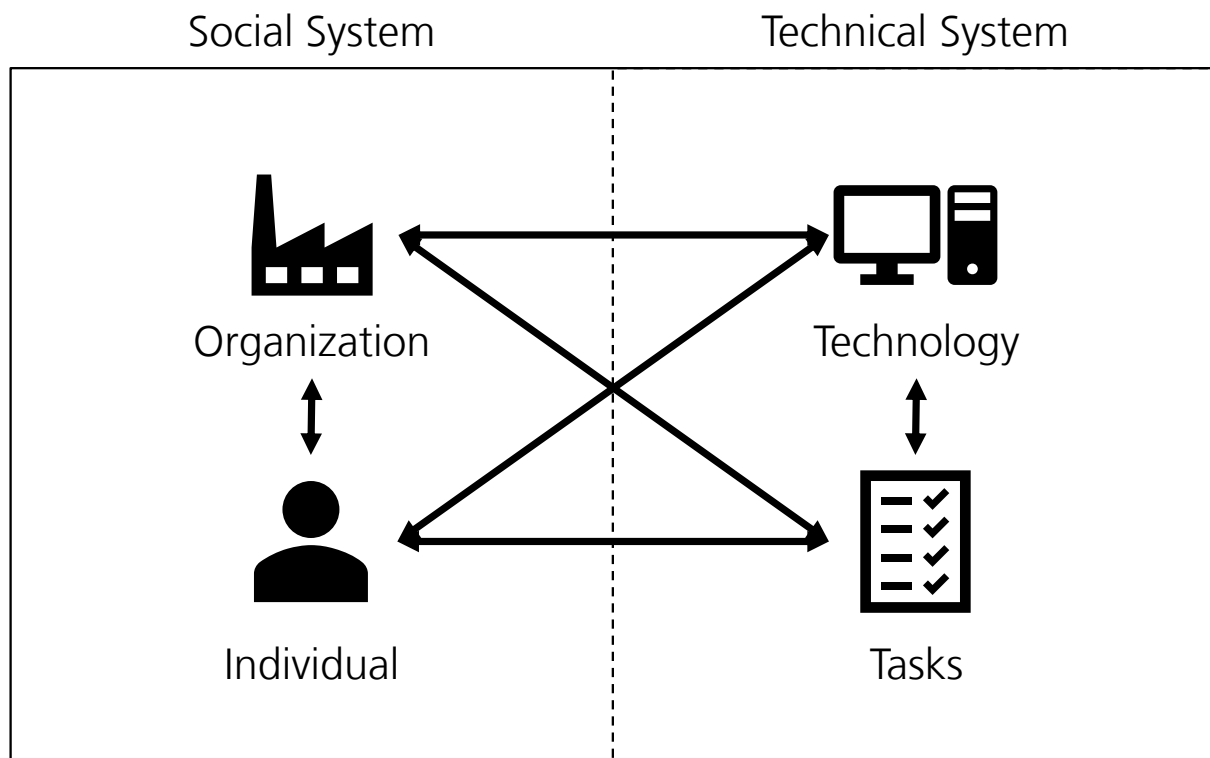 Social System
Technical System
Organization
Technology
Individual
Tasks